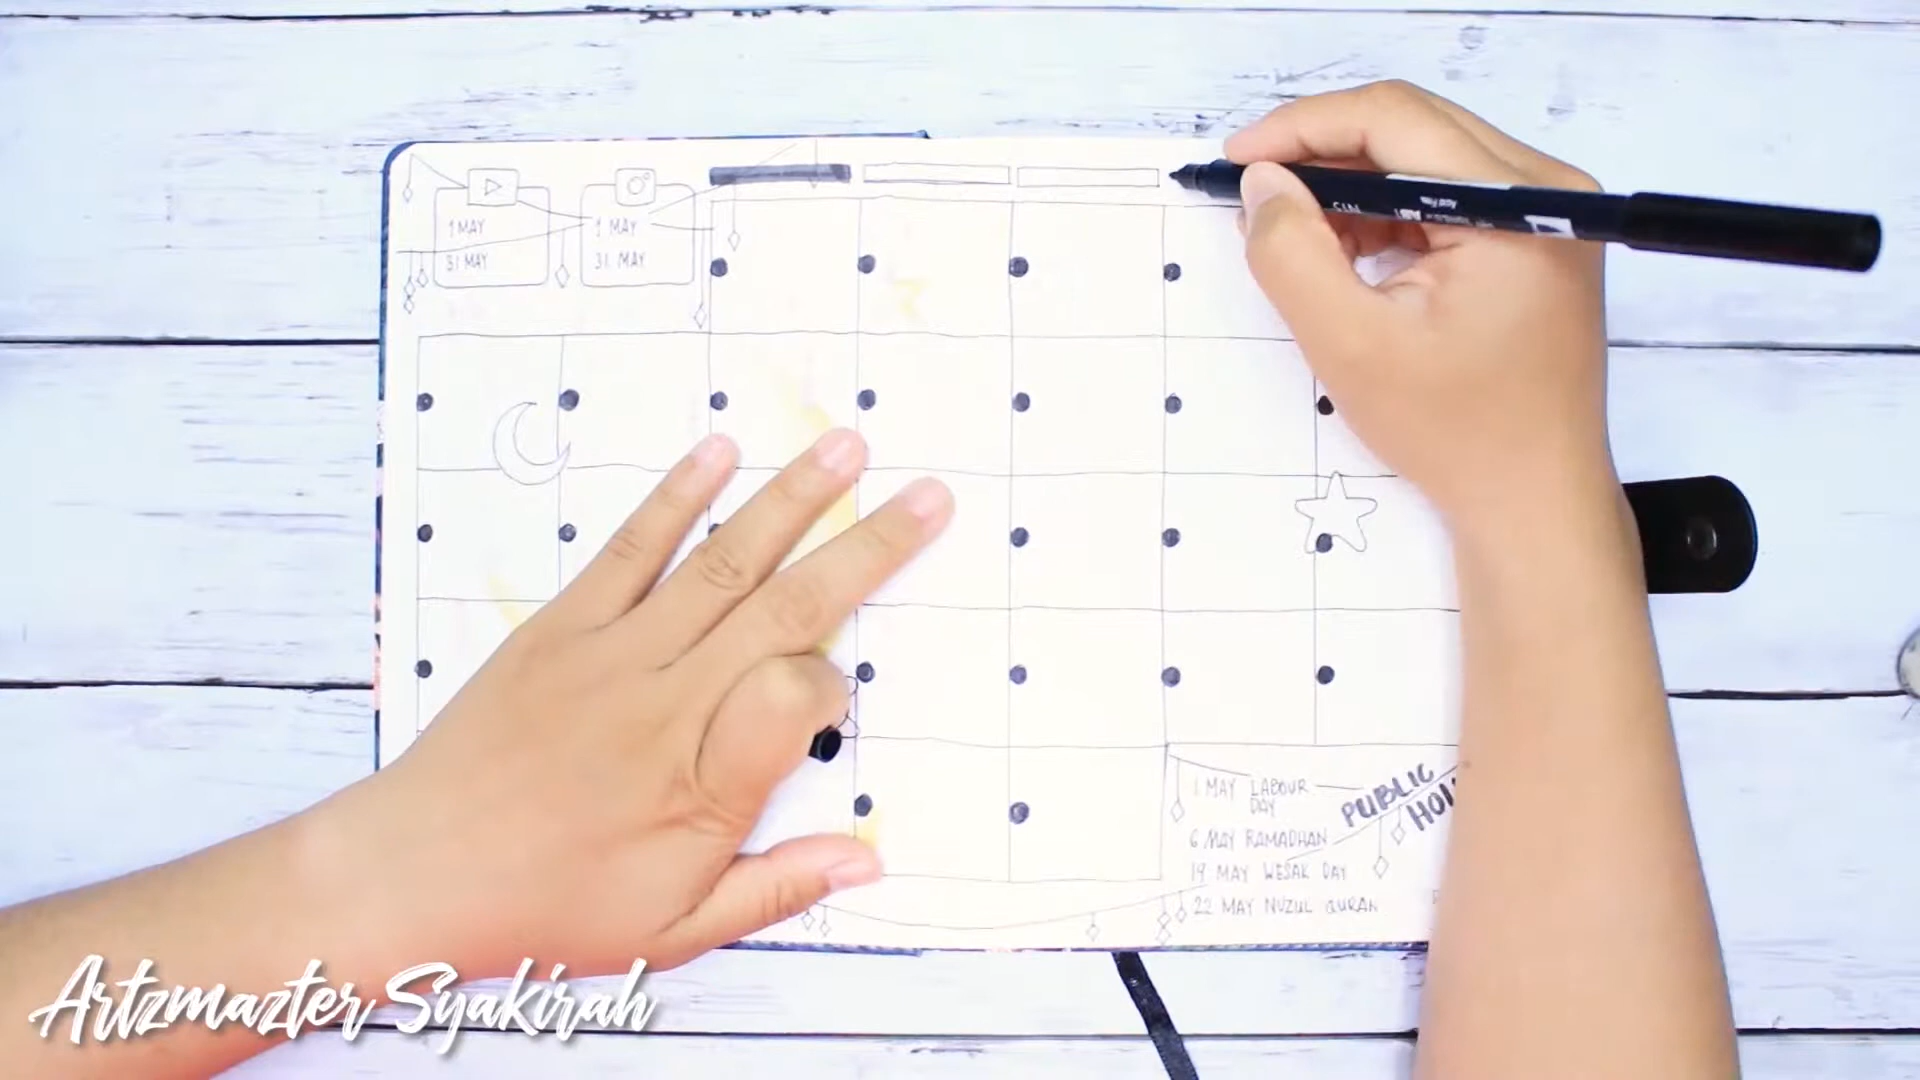 1 MAY
31 MAY
1 MAY
31 MAY
1 MAY LABOUR
DAY
PUBLIC
6 MAY RAMADHAN
19 MAY WESAK DAY
22 MAY NUZUL QURAN
Artzmazter Syakirah